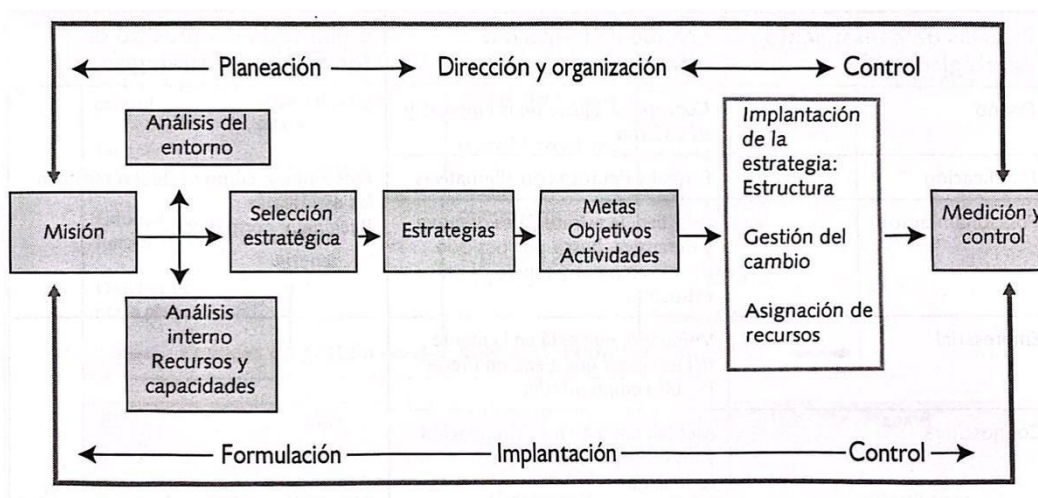 Planeación
Dirección y organización
Control
Análisis del
entorno
Misión
Selección
estratégica
Estrategias
Metas
Objetivos
Actividades
Implantación
de la
estrategia:
Estructura
Gestión del
cambio
Asignación de
recursos
Medición y
control
Análisis
interno
Recursos y
capacidades
Formulación
Implantación
Control